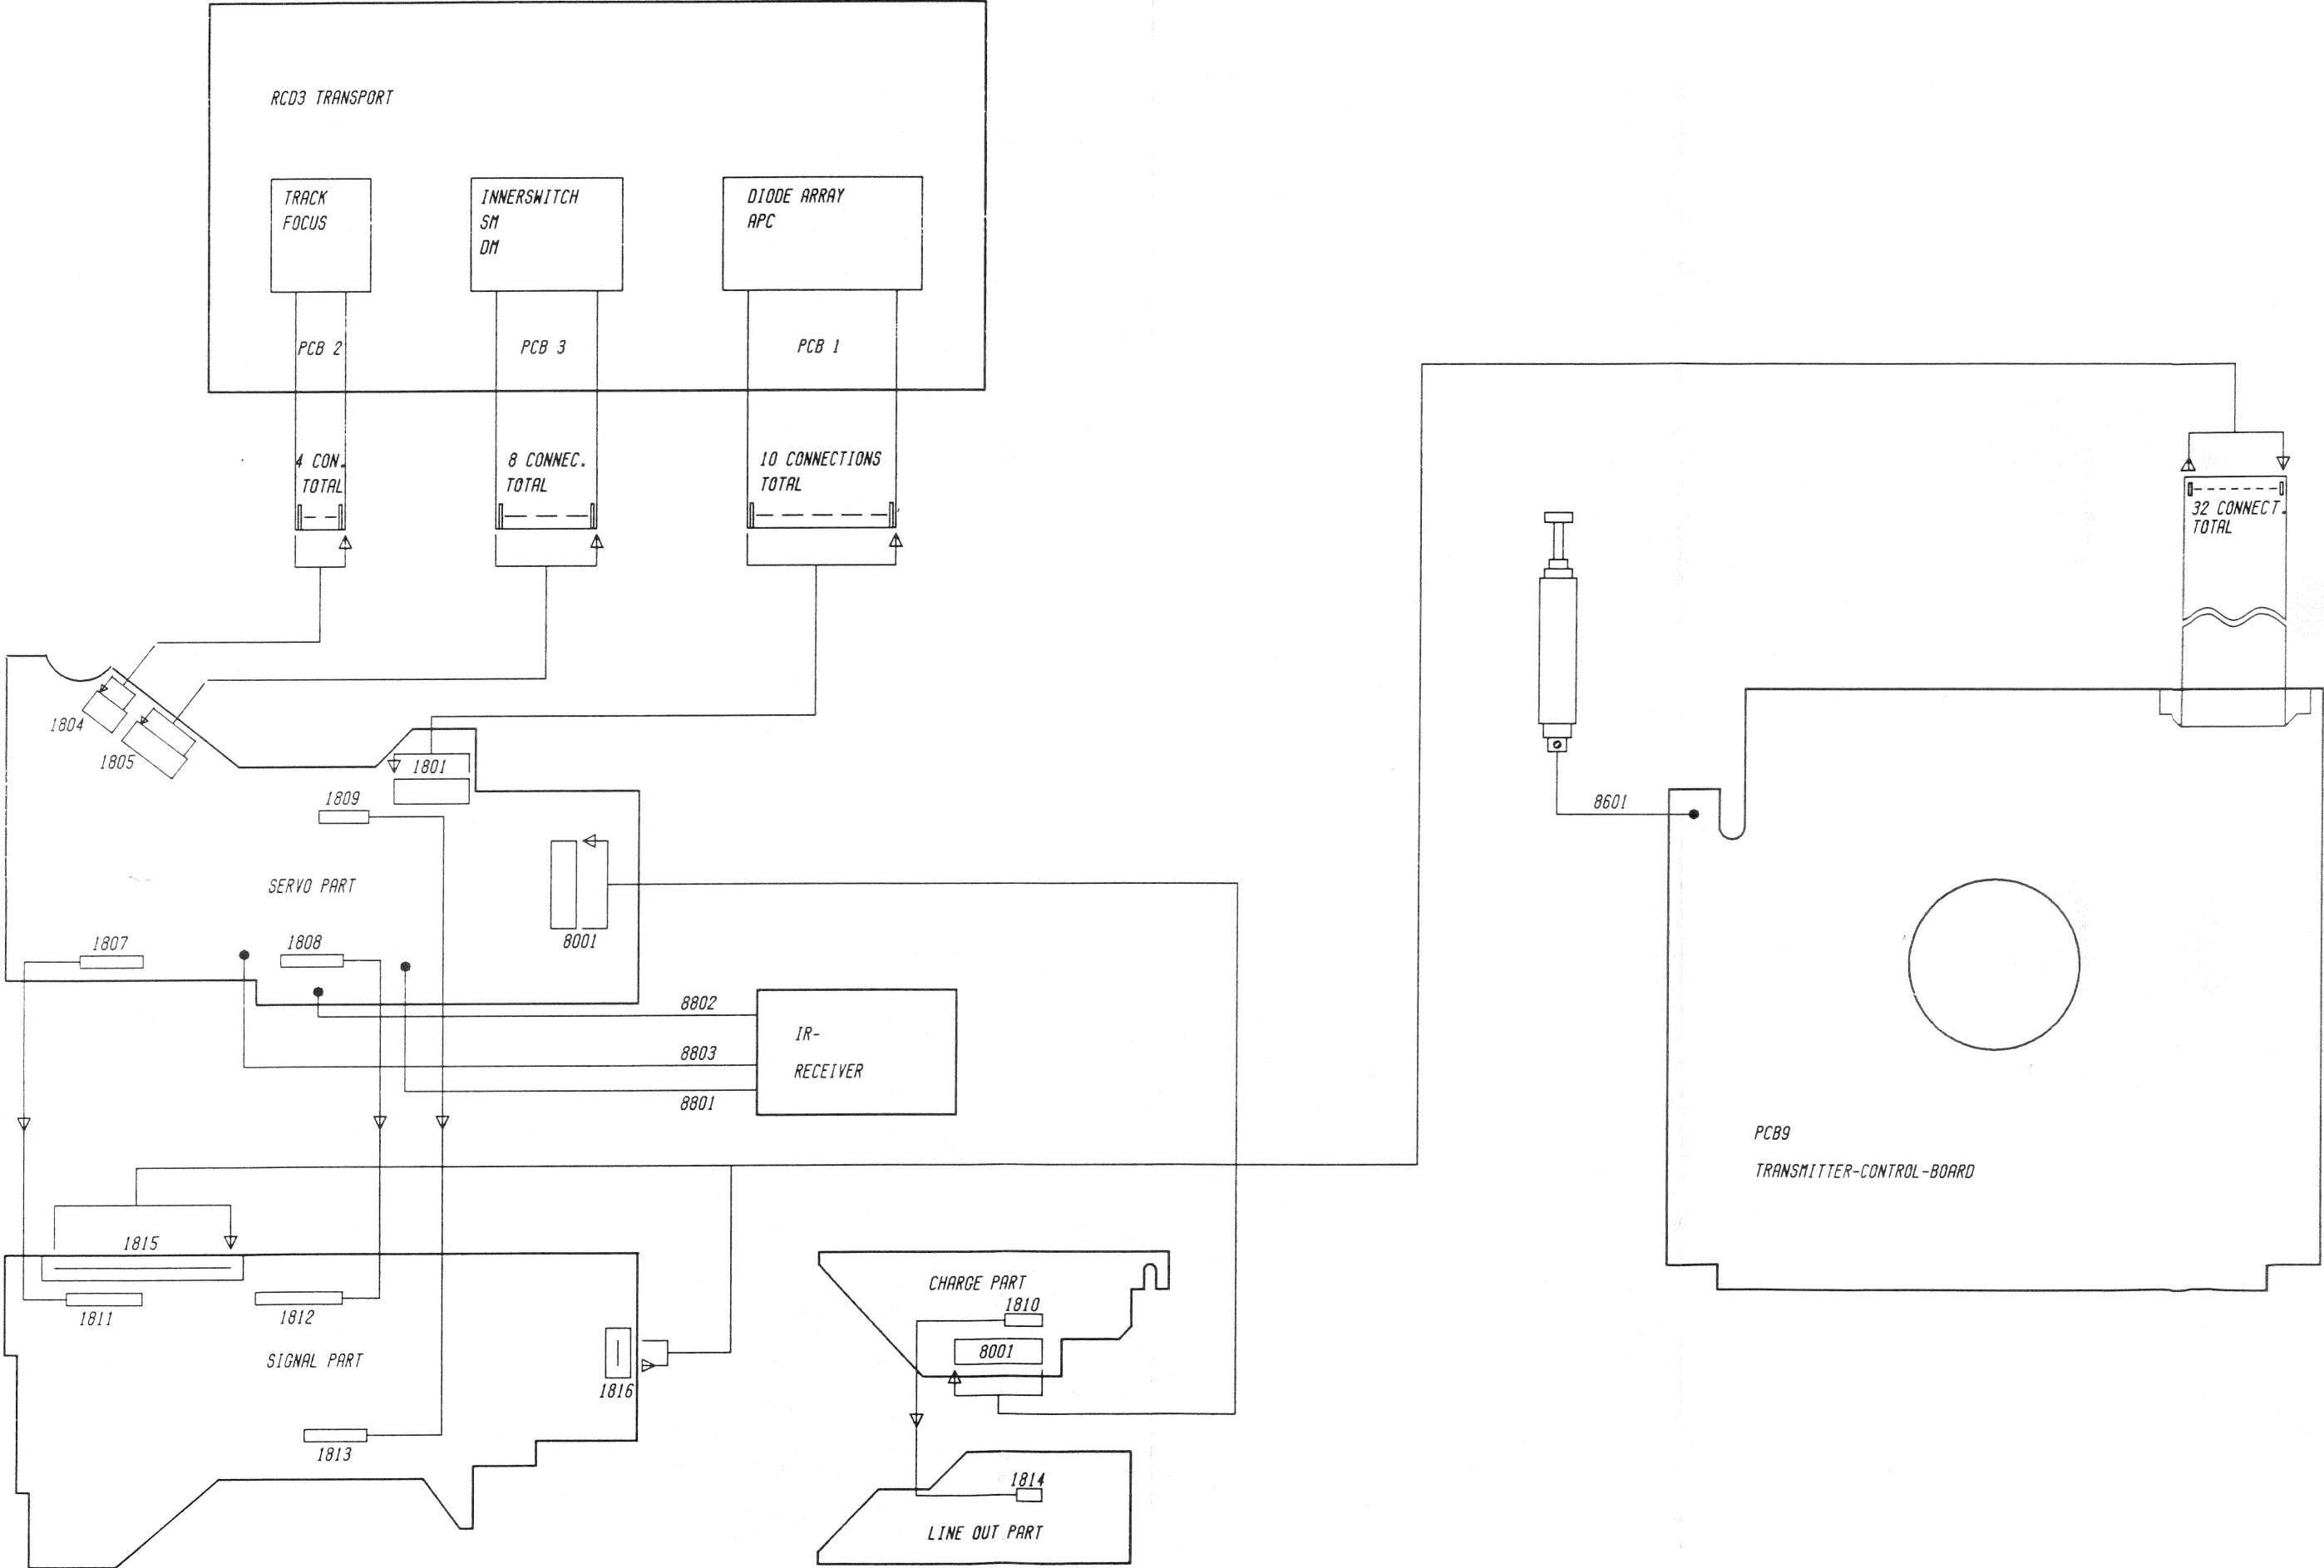 RCD3 TRANSPORT
TRACK
FOCUS
INNERSWITCH
SM
DM
DIODE ARRAY
APC
PCB 2
PCB 3
PCB 1
4 CON.
TOTAL
8 CONNEC.
TOTAL
10 CONNECTIONS
TOTAL
32 CONNECT.
TOTAL
1804
1805
1801
1809
8601
SERVO PART
8001
1807
1808
8802
IR-
8803
RECEIVER
8801
PCB9
TRANSMITTER-CONTROL-BOARD
1815
CHARGE PART
1810
1811
1812
8001
SIGNAL PART
1816
1813
1814
LINE OUT PART